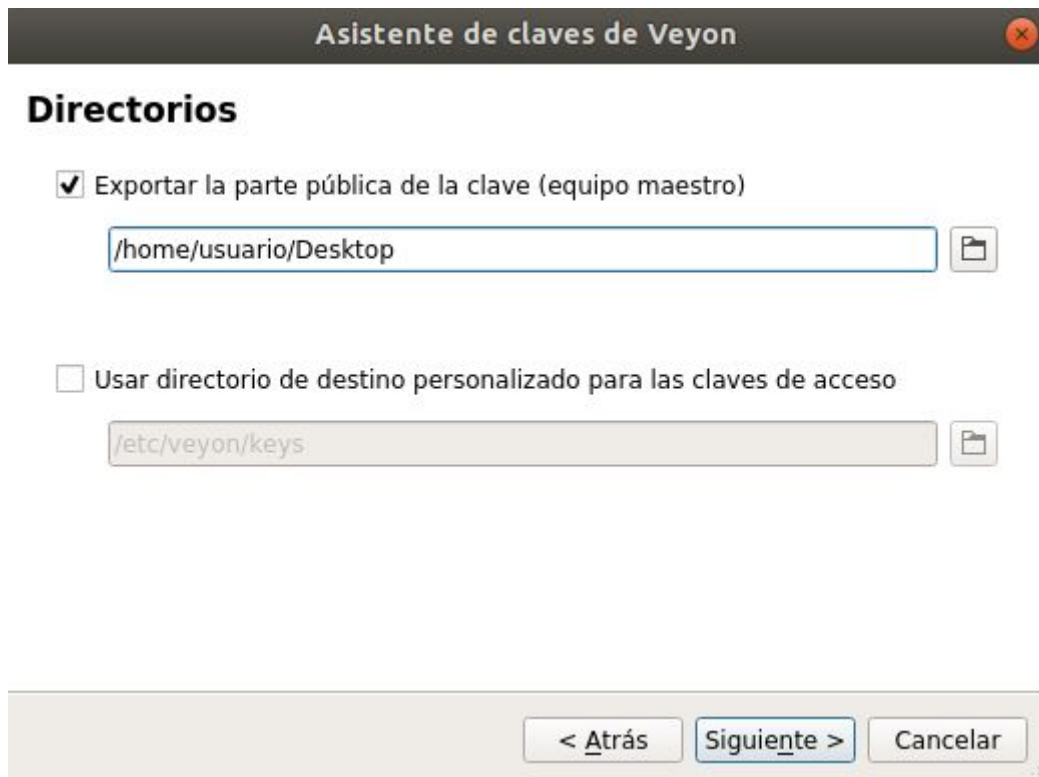 Asistente de claves de Veyon
Directorios
Exportar la parte pública de la clave (equipo maestro)
/home/usuario/Desktop
Usar directorio de destino personalizado para las claves de acceso
/etc/veyon/keys
< Atrás Siguiente > Cancelar